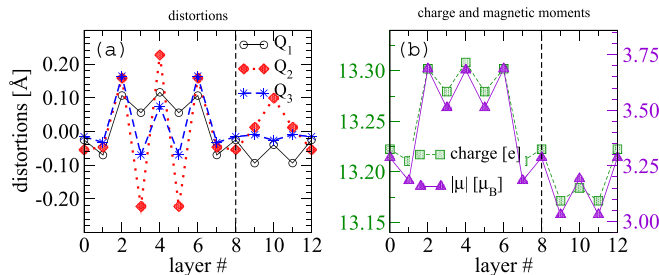 distortions
charge and magnetic moments
(a)
Q1
Q2
Q3
0.20
0.10
0.00
-0.10
-0.20
distortions [Å]
0 2 4 6 8 10 12
layer #
(b)
13.30
13.25
13.20
13.15
3.75
3.50
3.25
3.00
charge [e]
|μ| [μB]
0 2 4 6 8 10 12
layer #